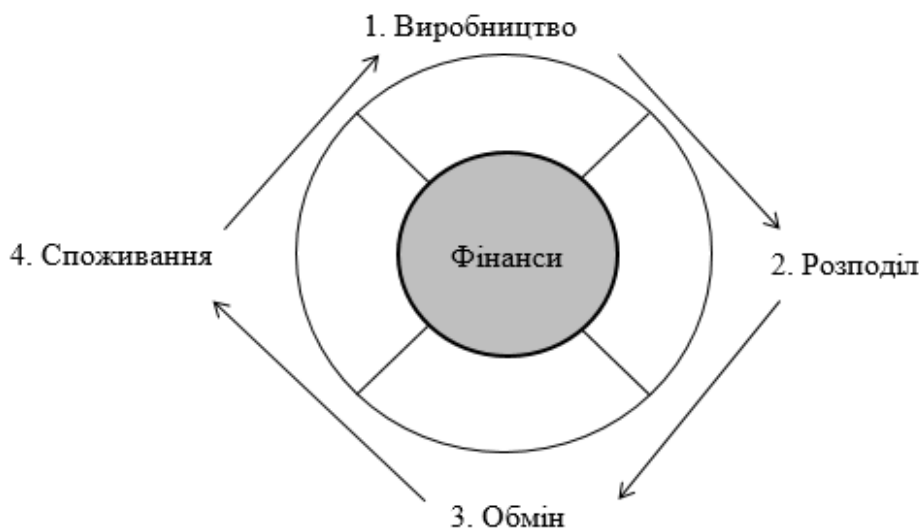 1. Виробництво
4. Споживання
Фінанси
2. Розподіл
3. Обмін